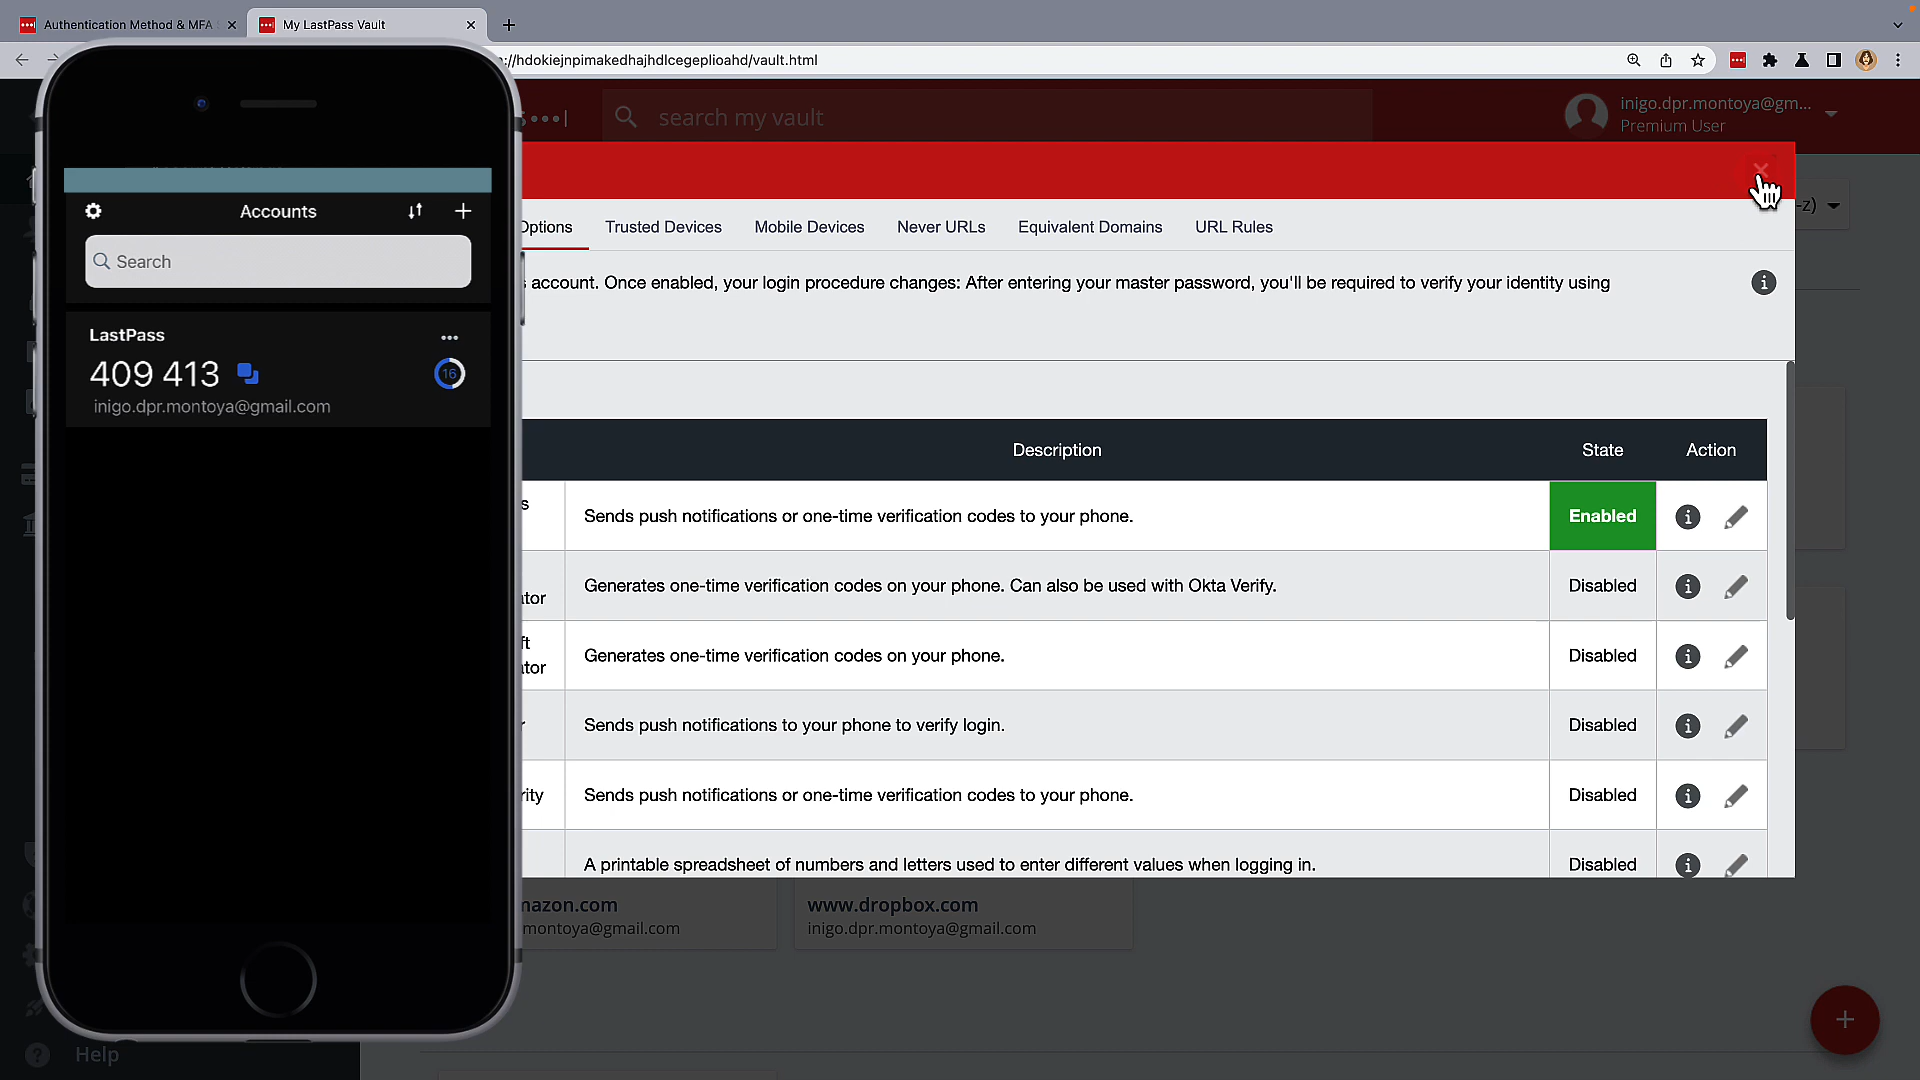 Authentication Method & MFA
My LastPass Vault
://hdokiejnpimakedhajhdlcegeplioahd/vault.html
search my vault
inigo.dpr.montoya@gm...
Premium User
-z)
Accounts
Search
LastPass
409 413
16
inigo.dpr.montoya@gmail.com
Options
Trusted Devices
Mobile Devices
Never URLs
Equivalent Domains
URL Rules
account. Once enabled, your login procedure changes: After entering your master password, you'll be required to verify your identity using
Description
State
Action
s
Sends push notifications or one-time verification codes to your phone.
Enabled
Generates one-time verification codes on your phone. Can also be used with Okta Verify.
Disabled
tor
ft
tor
Generates one-time verification codes on your phone.
Disabled
r
Sends push notifications to your phone to verify login.
Disabled
rity
Sends push notifications or one-time verification codes to your phone.
Disabled
A printable spreadsheet of numbers and letters used to enter different values when logging in.
Disabled
nazon.com
montoya@gmail.com
www.dropbox.com
inigo.dpr.montoya@gmail.com
Help